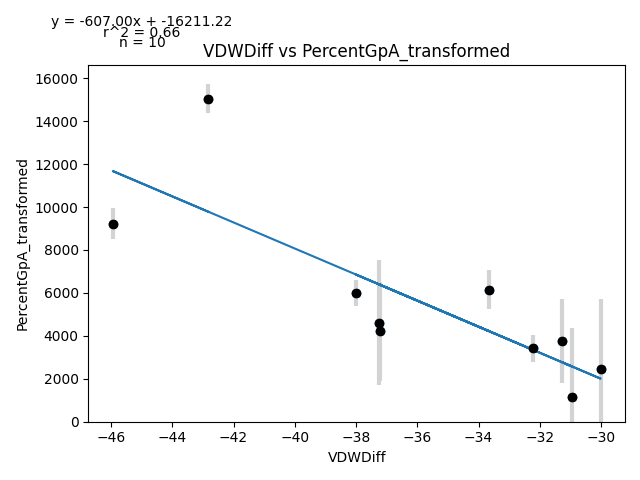 y = -607.00x + -16211.22
r^2 = 0.66
n = 10
VDWDiff vs PercentGpA_transformed
PercentGpA_transformed
16000
14000
12000
10000
8000
6000
4000
2000
0
−46 −44 −42 −40 −38 −36 −34 −32 −30
VDWDiff